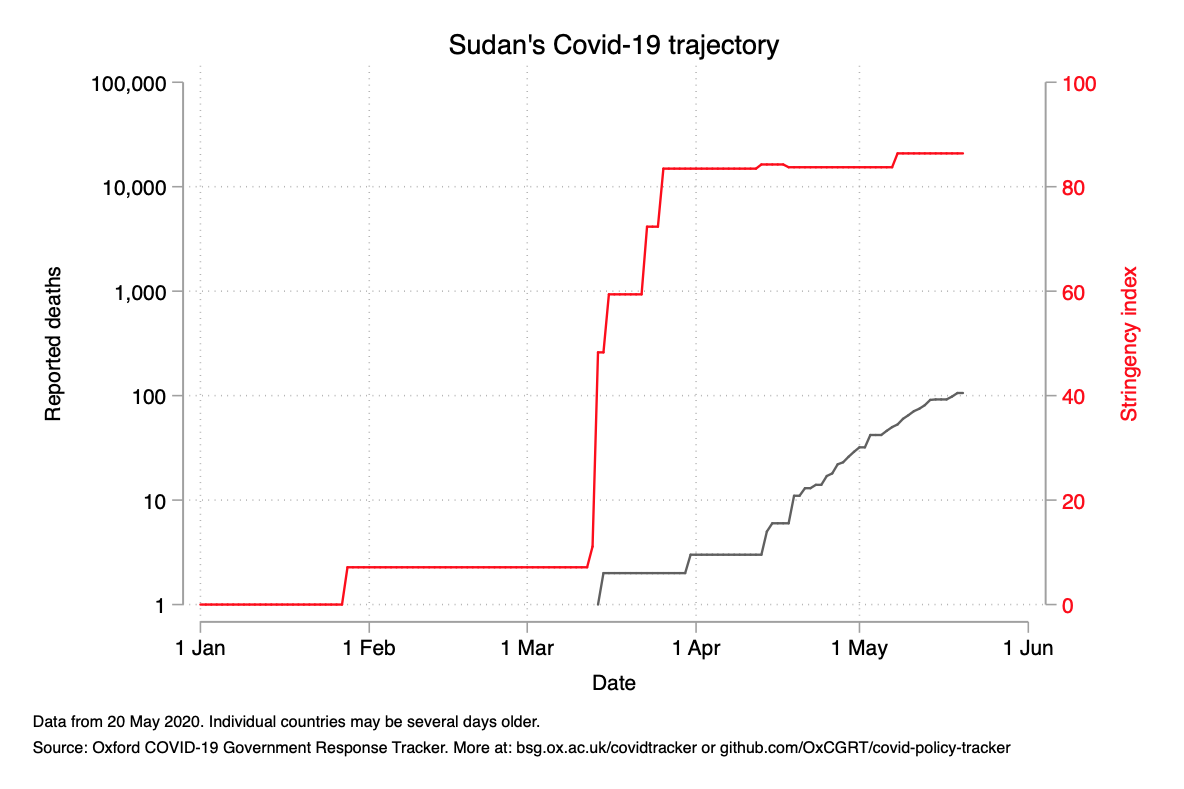 Sudan's Covid-19 trajectory
100,000
10,000
1,000
100
10
1
Reported deaths
100
80
60
40
20
0
Stringency index
1 Jan
1 Feb
1 Mar
1 Apr
1 May
1 Jun
Date
Data from 20 May 2020. Individual countries may be several days older.
Source: Oxford COVID-19 Government Response Tracker. More at: bsg.ox.ac.uk/covidtracker or github.com/OxCGRT/covid-policy-tracker